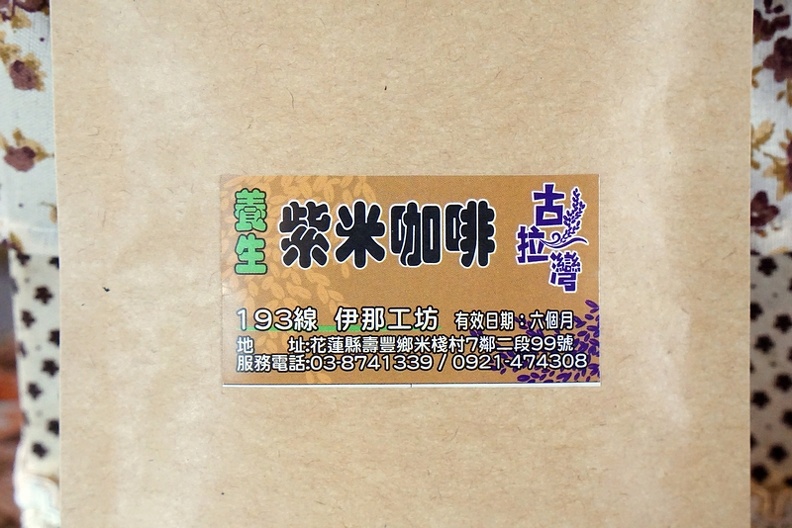 養生
紫米咖啡
古拉灣
193線 伊那工坊 有效日期：六個月
地 址:花蓮縣壽豐鄉米棧村7鄰二段99號
服務電話:03-8741339 / 0921-474308